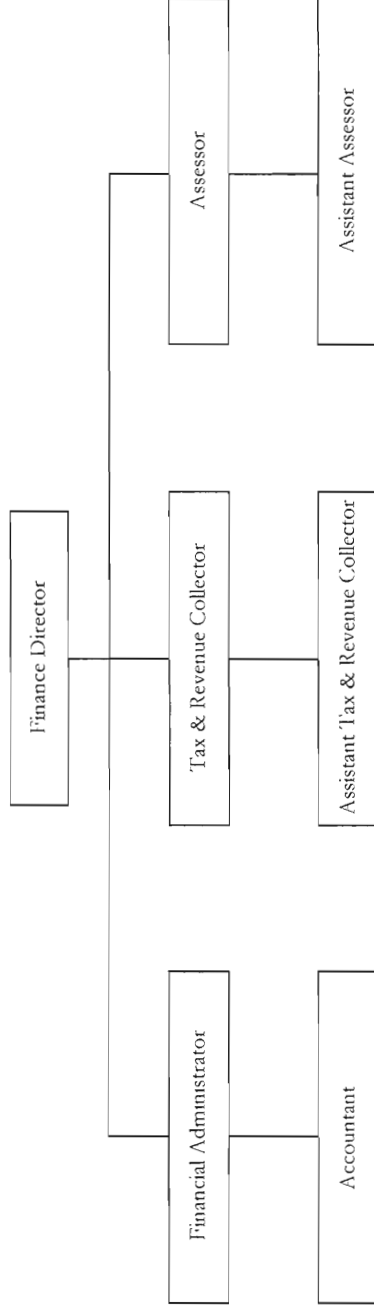 Finance Director
Financial Administrator
Tax & Revenue Collector
Assessor
Accountant
Assistant Tax & Revenue Collector
Assistant Assessor